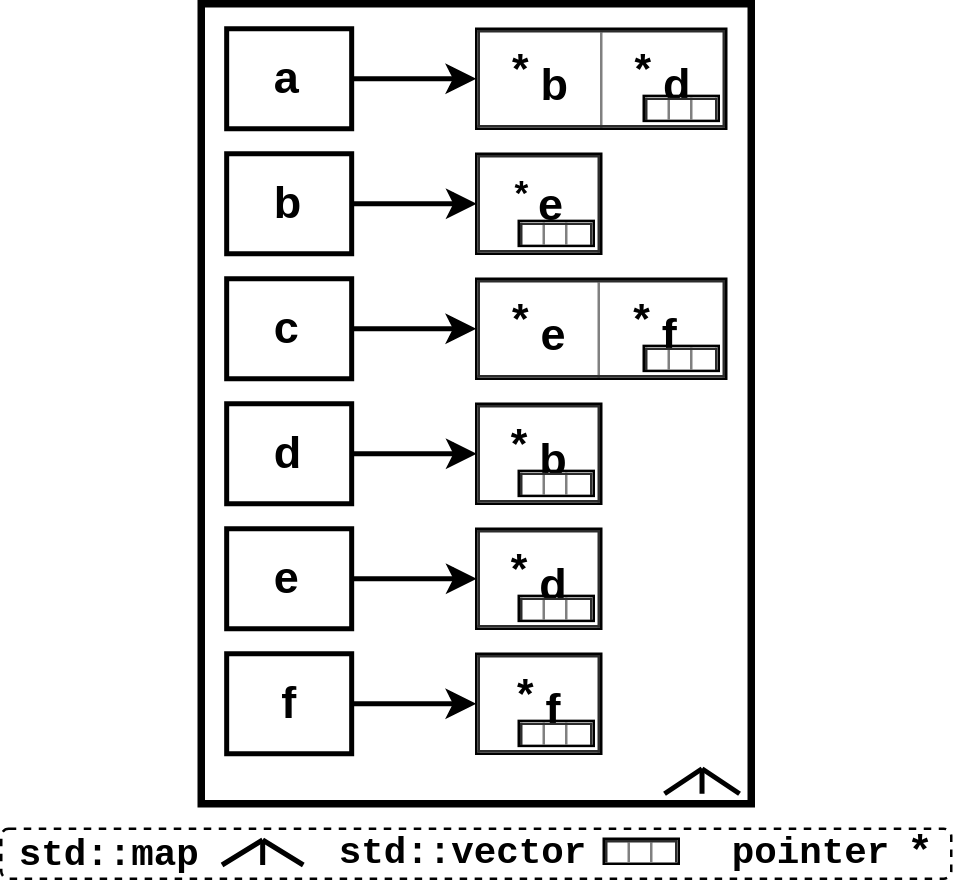 a * b * d
b * e
c * e * f
d * b
e * d
f * f
std::map std::vector pointer *